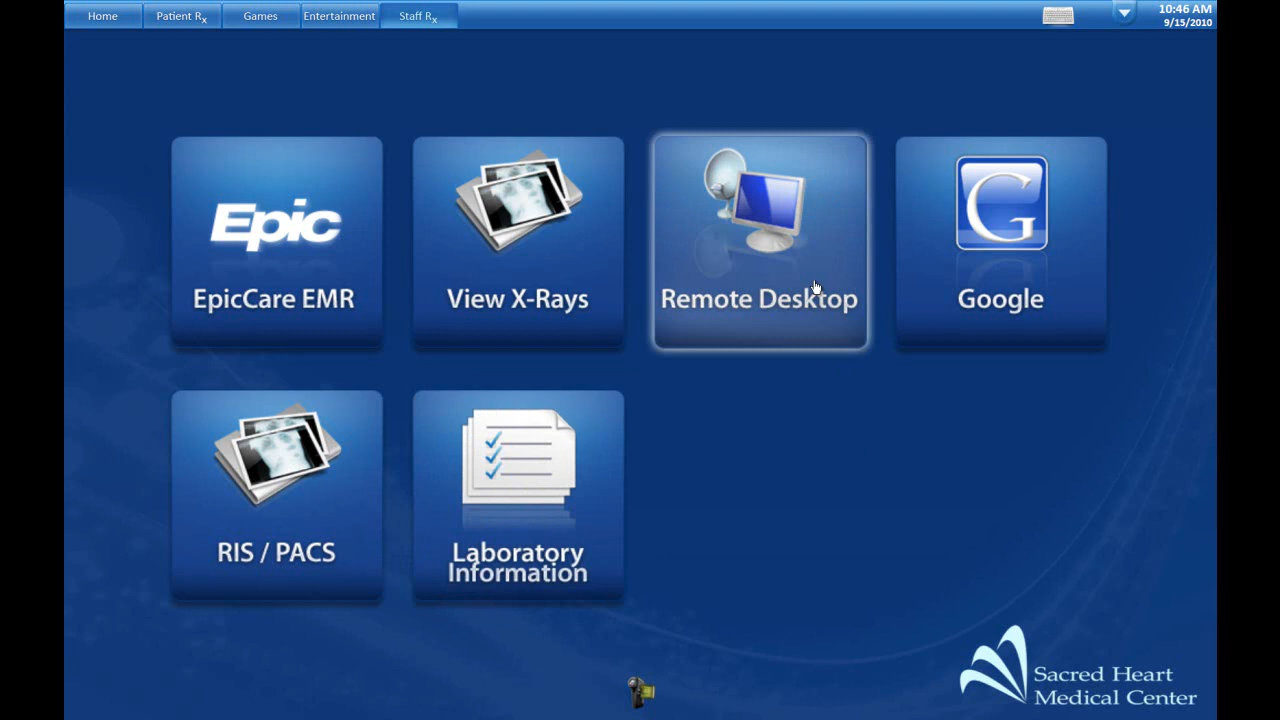 Home
Patient Rx
Games
Entertainment
Staff Rx
10:46 AM
9/15/2010
Epic
EpicCare EMR
View X-Rays
Remote Desktop
G
Google
RIS / PACS
Laboratory
Information
Sacred Heart
Medical Center